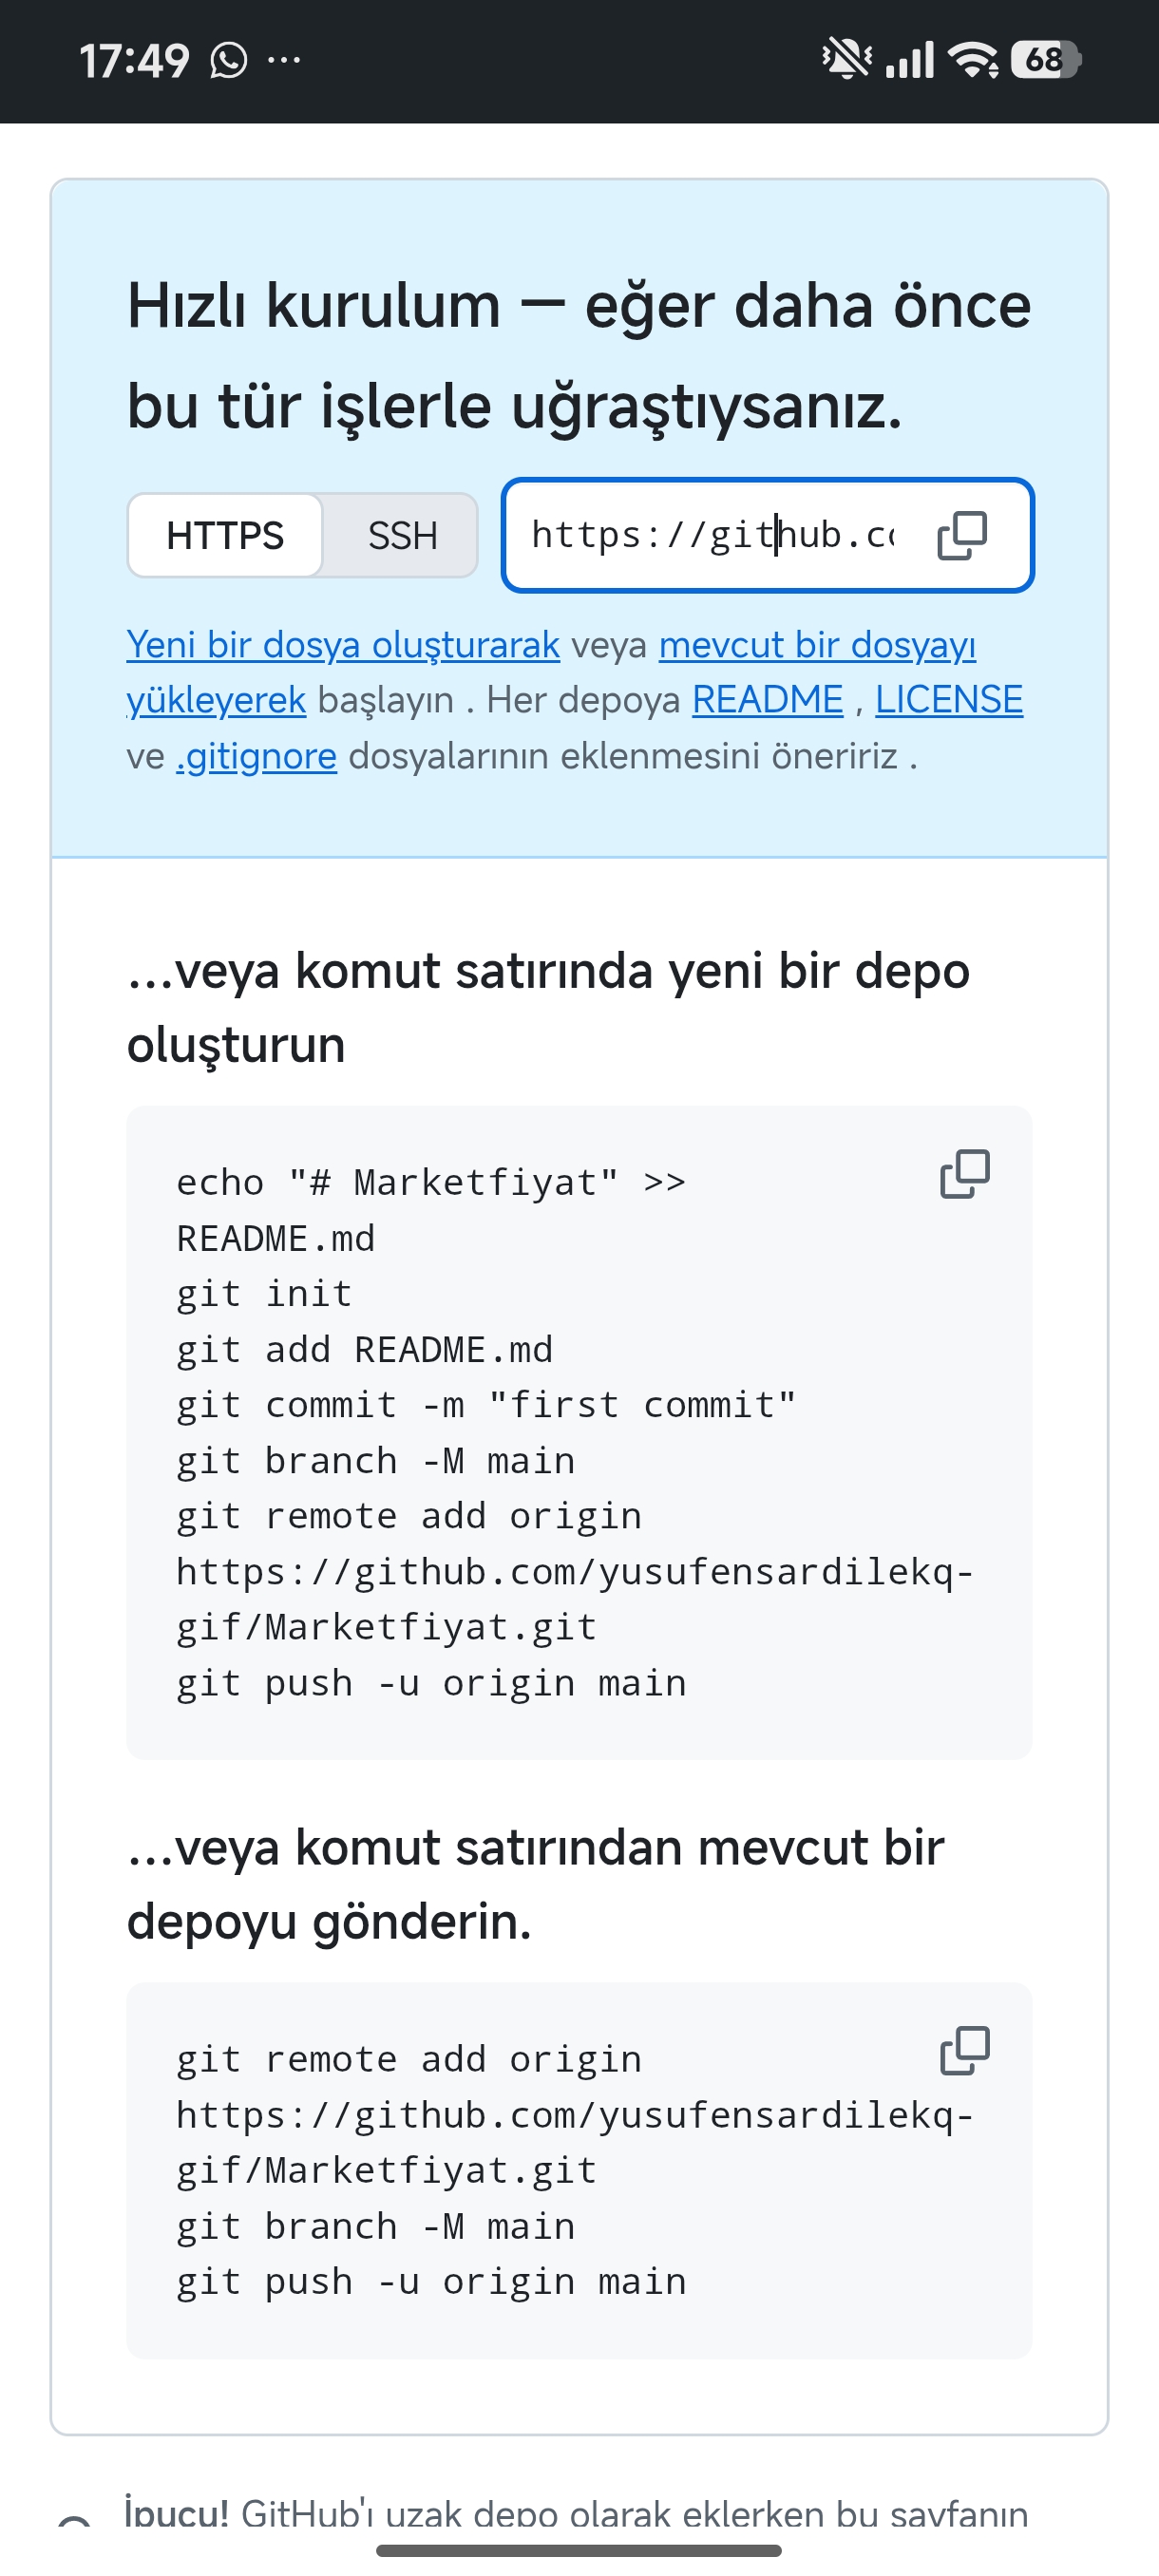 17:49 ...
68
Hızlı kurulum — eğer daha önce
bu tür işlerle uğraştıysanız.
HTTPS SSH https://github.co
Yeni bir dosya oluşturarak veya mevcut bir dosyayı
yükleyerek başlayın . Her depoya README , LICENSE
ve .gitignore dosyalarının eklenmesini öneririz .
...veya komut satırında yeni bir depo
oluşturun
echo "# Marketfiyat" >>
README.md
git init
git add README.md
git commit -m "first commit"
git branch -M main
git remote add origin
https://github.com/yusufensardilekq-
gif/Marketfiyat.git
git push -u origin main
...veya komut satırından mevcut bir
depoyu gönderin.
git remote add origin
https://github.com/yusufensardilekq-
gif/Marketfiyat.git
git branch -M main
git push -u origin main
İpucu! GitHub'ı uzak depo olarak eklerken bu sayfanın